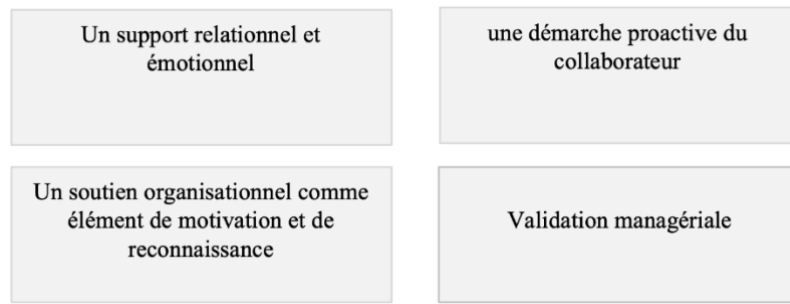 Un support relationnel et
émotionnel
une démarche proactive du
collaborateur
Un soutien organisationnel comme
élément de motivation et de
reconnaissance
Validation managériale